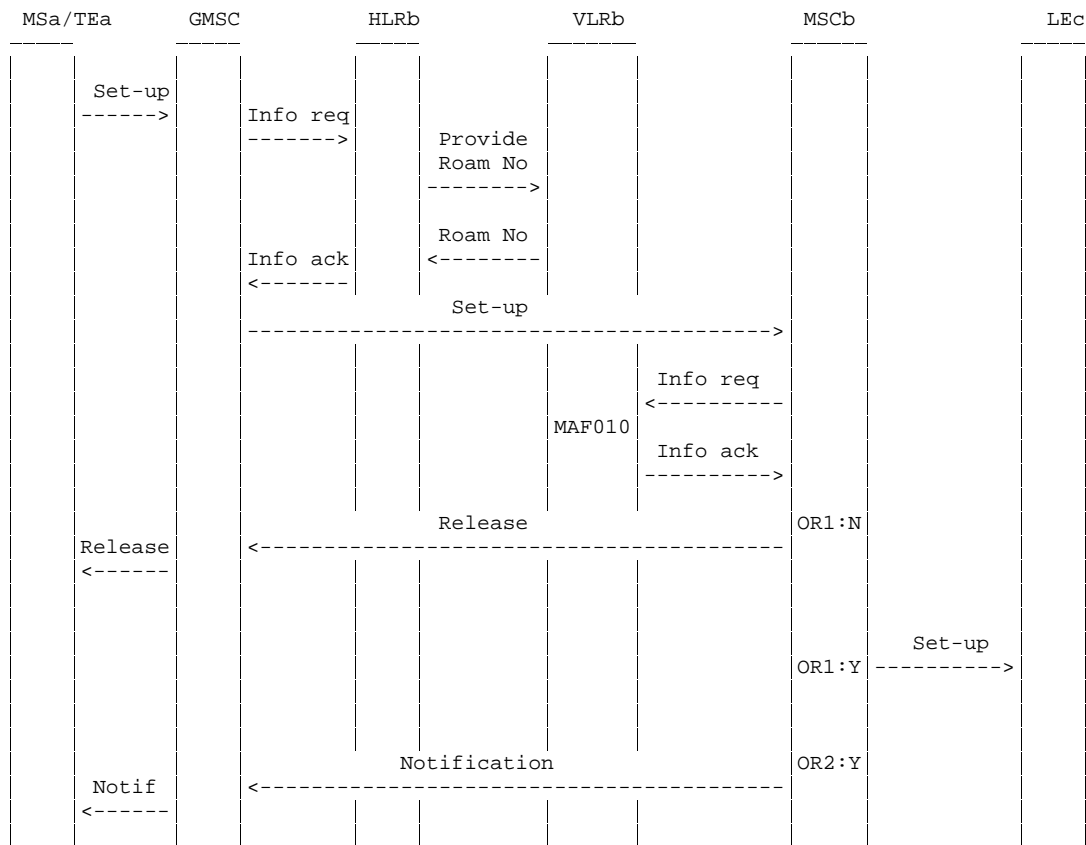 MSa/TEa GMSC HLRb VLRb MSCb LEc
Set-up
------> Info req
-------> Provide
Roam No
-------->
Roam No
Info ack <--------
<-------
Set-up
----------------------------------------->
Info req
<----------
MAF010
Info ack
---------->
Release OR1:N
Release <-----------------------------------------
<------
Set-up
OR1:Y ---------->
Notification OR2:Y
Notif <-----------------------------------------
<------